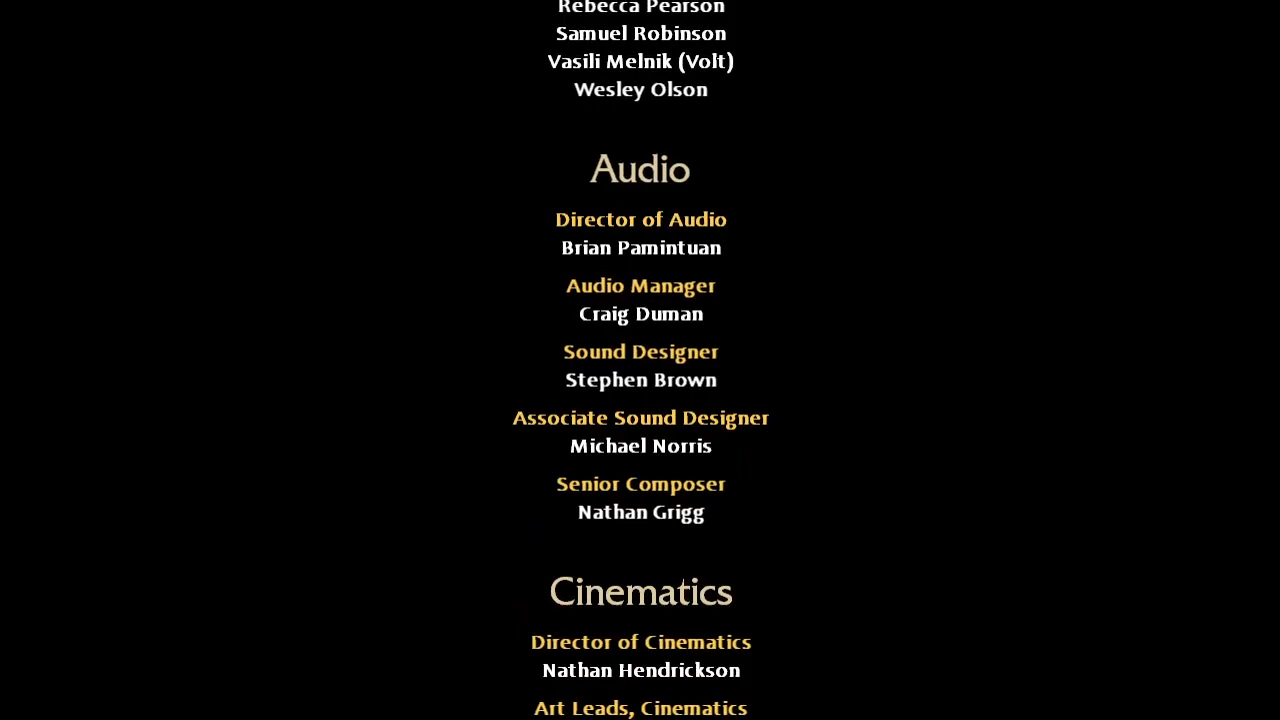 Rebecca Pearson
Samuel Robinson
Vasili Melnik (Volt)
Wesley Olson
Audio
Director of Audio
Brian Pamintuan
Audio Manager
Craig Duman
Sound Designer
Stephen Brown
Associate Sound Designer
Michael Norris
Senior Composer
Nathan Grigg
Cinematics
Director of Cinematics
Nathan Hendrickson
Art Leads, Cinematics